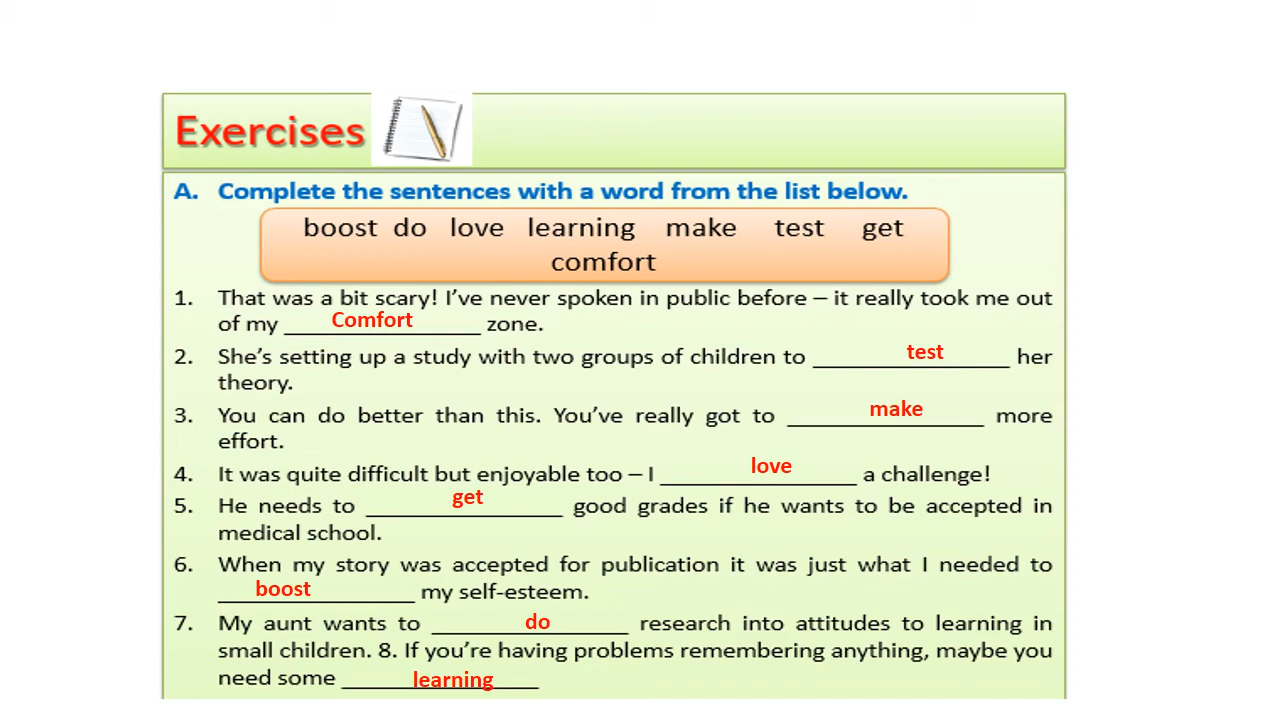 Exercises
A. Complete the sentences with a word from the list below.
boost do love learning make test get
comfort
1. That was a bit scary! I've never spoken in public before – it really took me out
of my Comfort zone.
2. She's setting up a study with two groups of children to test her
theory.
3. You can do better than this. You've really got to make more
effort.
4. It was quite difficult but enjoyable too – I love a challenge!
5. He needs to get good grades if he wants to be accepted in
medical school.
6. When my story was accepted for publication it was just what I needed to
boost my self-esteem.
7. My aunt wants to do research into attitudes to learning in
small children. 8. If you're having problems remembering anything, maybe you
need some learning